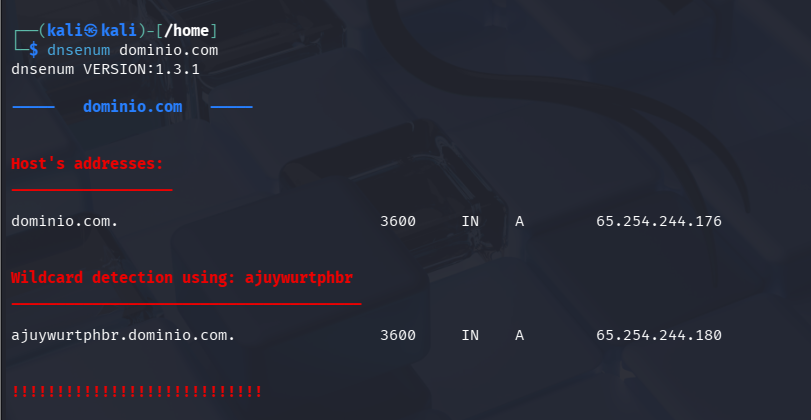 ┌──(kali㉿kali)-[/home]
└─$ dnsenum dominio.com
dnsenum VERSION:1.3.1
-----   dominio.com   -----
Host's addresses:
__________________
dominio.com.                             3600     IN    A        65.254.244.176
Wildcard detection using: ajuywurtphbr
_______________________________________
ajuywurtphbr.dominio.com.                3600     IN    A        65.254.244.180
!!!!!!!!!!!!!!!!!!!!!!!!!!!!